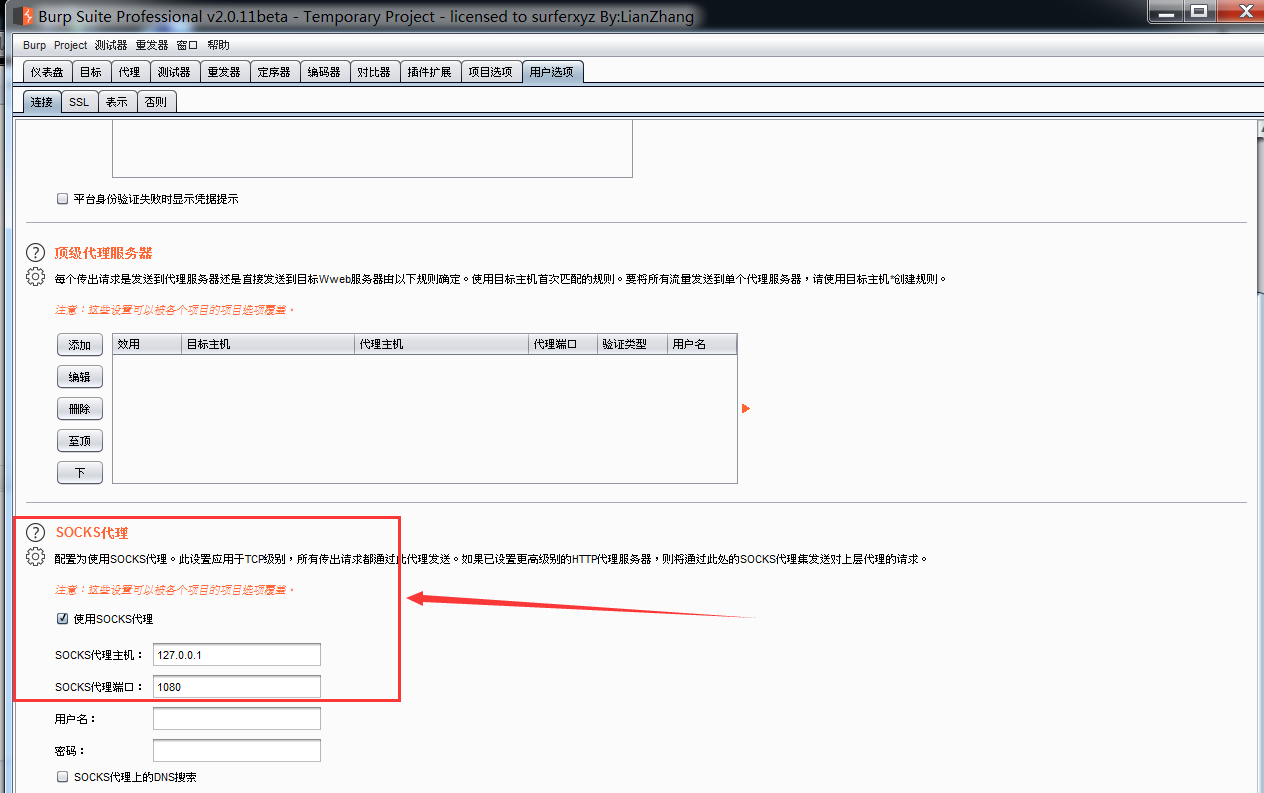 Burp Suite Professional v2.0.11beta - Temporary Project - licensed to surferxyz By:LianZhang
Burp Project 测试器 重发器 窗口 帮助
仪表盘 目标 代理 测试器 重发器 定序器 编码器 对比器 插件扩展 项目选项 用户选项
连接 SSL 表示 否则
平台身份验证失败时显示凭据提示
? 顶级代理服务器
每个传出请求是发送到代理服务器还是直接发送到目标Wweb服务器由以下规则确定。使用目标主机首次匹配的规则。要将所有流量发送到单个代理服务器，请使用目标主机*创建规则。
注意：这些设置可以被各个项目的项目选项覆盖。
添加 效用 目标主机 代理主机 代理端口 验证类型 用户名
编辑
删除
至顶
下
? SOCKS代理
配置为使用SOCKS代理。此设置应用于TCP级别，所有传出请求都通过此代理发送。如果已设置更高级别的HTTP代理服务器，则将通过此处的SOCKS代理集发送对上层代理的请求。
注意：这些设置可以被各个项目的项目选项覆盖。
使用SOCKS代理
SOCKS代理主机： 127.0.0.1
SOCKS代理端口： 1080
用户名：
密码：
SOCKS代理上的DNS搜索